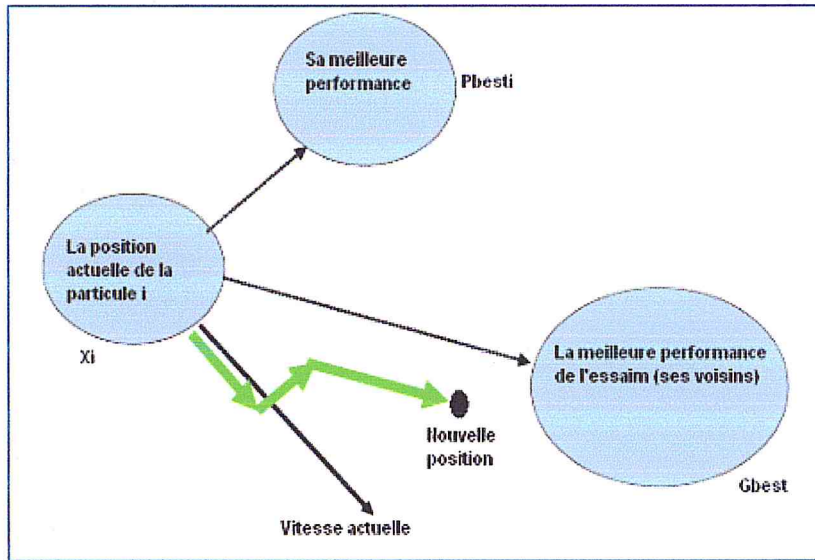 Sa meilleure
performance
Pbesti
La position
actuelle de la
particule i
Xi
La meilleure performance
de l'essaim (ses voisins)
Nouvelle
position
Gbest
Vitesse actuelle